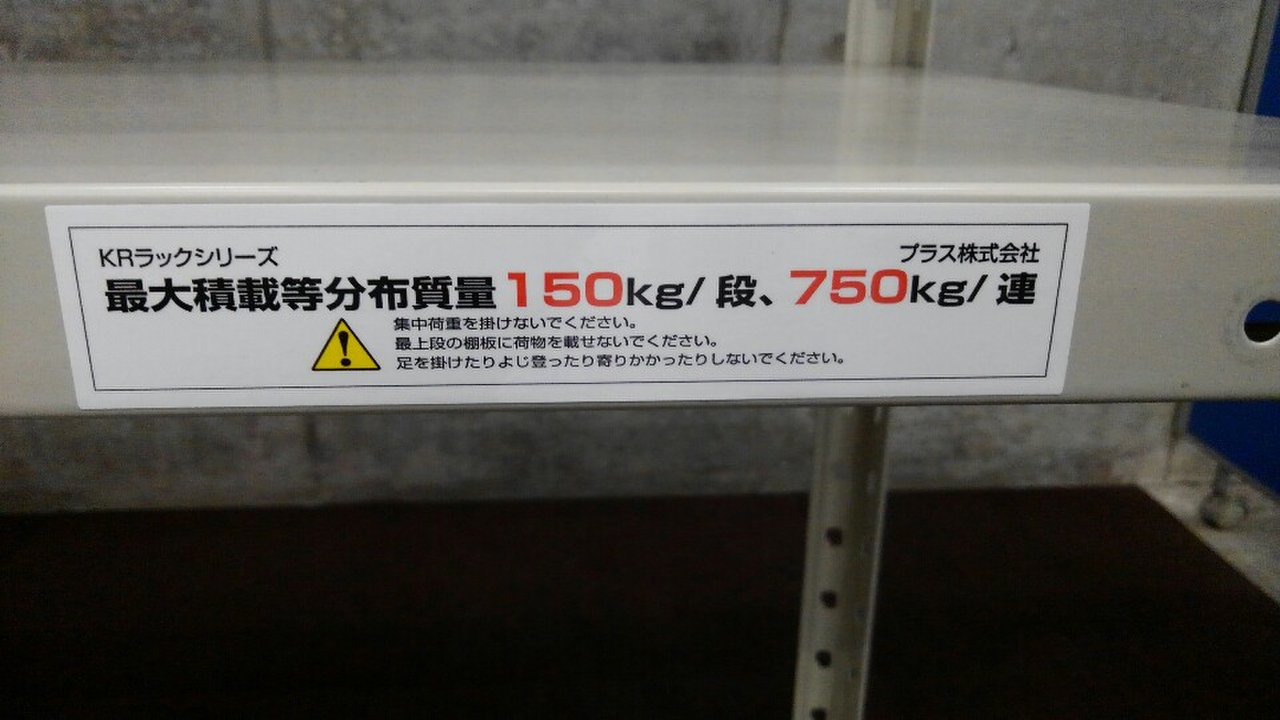 KRラックシリーズ
プラス株式会社
最大積載等分布質量150kg/段、750kg/連
集中荷重を掛けないでください。
最上段の棚板に荷物を載せないでください。
足を掛けたりよじ登ったり寄りかかったりしないでください。